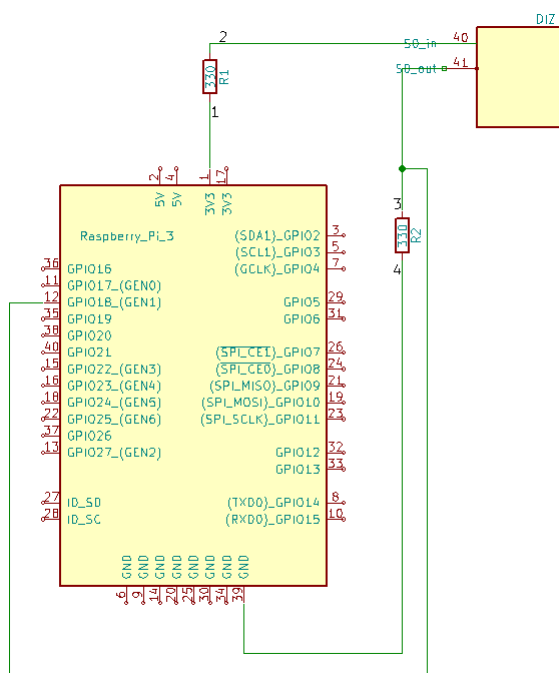 DIZ
2
SO_in 40
SO_out 41
330
R1
1
2 4 1 17
5V 5V 3V3 3V3
Raspberry_Pi_3
3
330
R2
4
36 GPIO16
11 GPIO17_(GEN0)
12 GPIO18_(GEN1)
35 GPIO19
38 GPIO20
40 GPIO21
15 GPIO22_(GEN3)
16 GPIO23_(GEN4)
18 GPIO24_(GEN5)
22 GPIO25_(GEN6)
37 GPIO26
13 GPIO27_(GEN2)
27 ID_SD
28 ID_SC
(SDA1)_GPIO2 3
(SCL1)_GPIO3 5
(GCLK)_GPIO4 7
GPIO5 29
GPIO6 31
(SPI_CE1)_GPIO7 26
(SPI_CE0)_GPIO8 24
(SPI_MISO)_GPIO9 21
(SPI_MOSI)_GPIO10 19
(SPI_SCLK)_GPIO11 23
GPIO12 32
GPIO13 33
(TXD0)_GPIO14 8
(RXD0)_GPIO15 10
GND GND GND GND GND GND GND GND
6 9 14 20 25 30 34 39